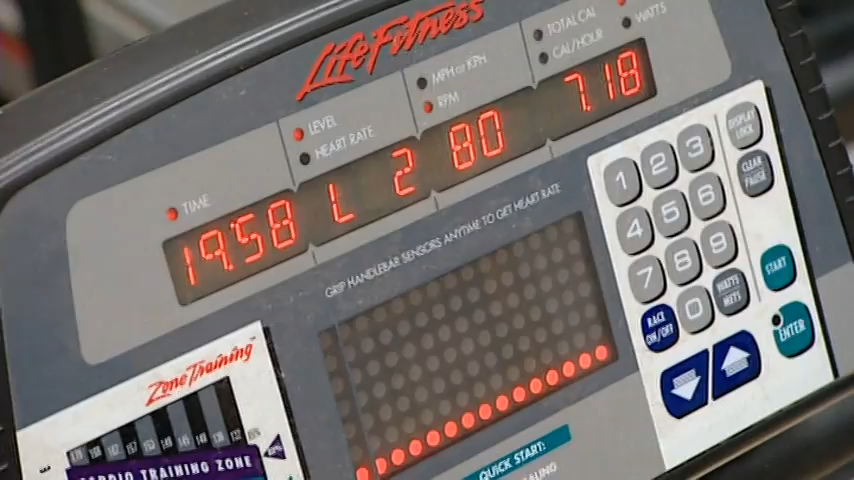 LifeFitness
TIME
LEVEL
HEART RATE
MPH or KPH
RPM
TOTAL CAL
CAL/HOUR
WATTS
19:58 L 2 80 7.18
GRIP HANDLEBAR SENSORS ANYTIME TO GET HEART RATE
1 2 3
DISPLAY LOCK
4 5 6
CLEAR PAUSE
7 8 9
START
RACE ON/OFF
0
WATTS METS
ENTER
Zone Training
CARDIO TRAINING ZONE
QUICK START: